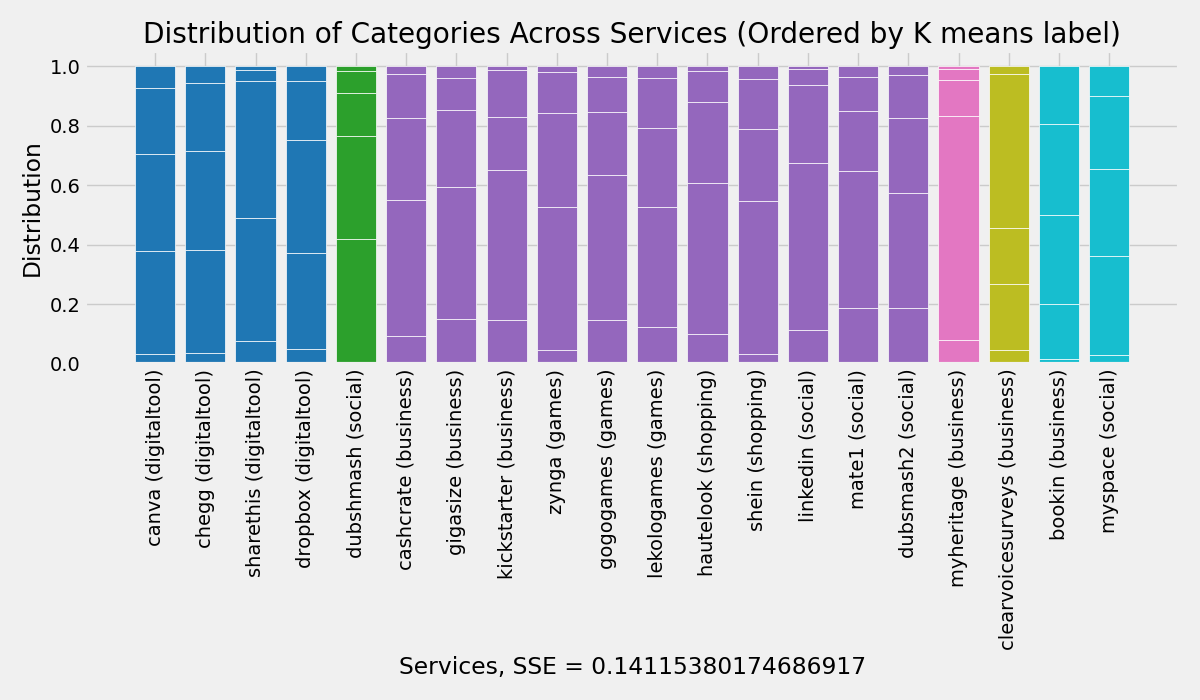 Distribution of Categories Across Services (Ordered by K means label)
Distribution
1.0
0.8
0.6
0.4
0.2
0.0
canva (digitaltool)
chegg (digitaltool)
sharethis (digitaltool)
dropbox (digitaltool)
dubshmash (social)
cashcrate (business)
gigasize (business)
kickstarter (business)
zynga (games)
gogogames (games)
lekologames (games)
hautelook (shopping)
shein (shopping)
linkedin (social)
mate1 (social)
dubsmash2 (social)
myheritage (business)
clearvoicesurveys (business)
bookin (business)
myspace (social)
Services, SSE = 0.14115380174686917